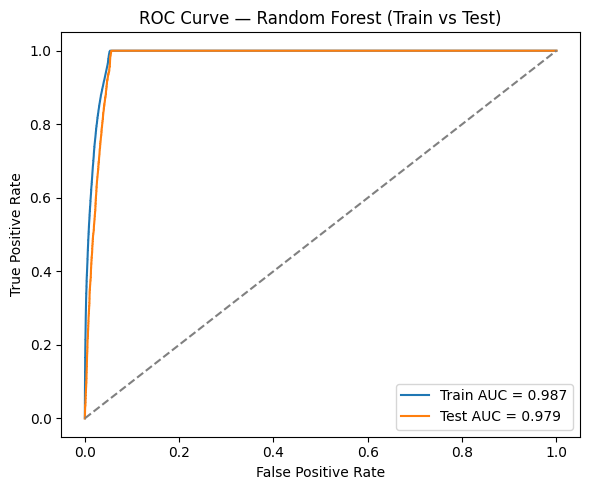 ROC Curve — Random Forest (Train vs Test)
True Positive Rate
1.0
0.8
0.6
0.4
0.2
0.0
Train AUC = 0.987
Test AUC = 0.979
0.0 0.2 0.4 0.6 0.8 1.0
False Positive Rate